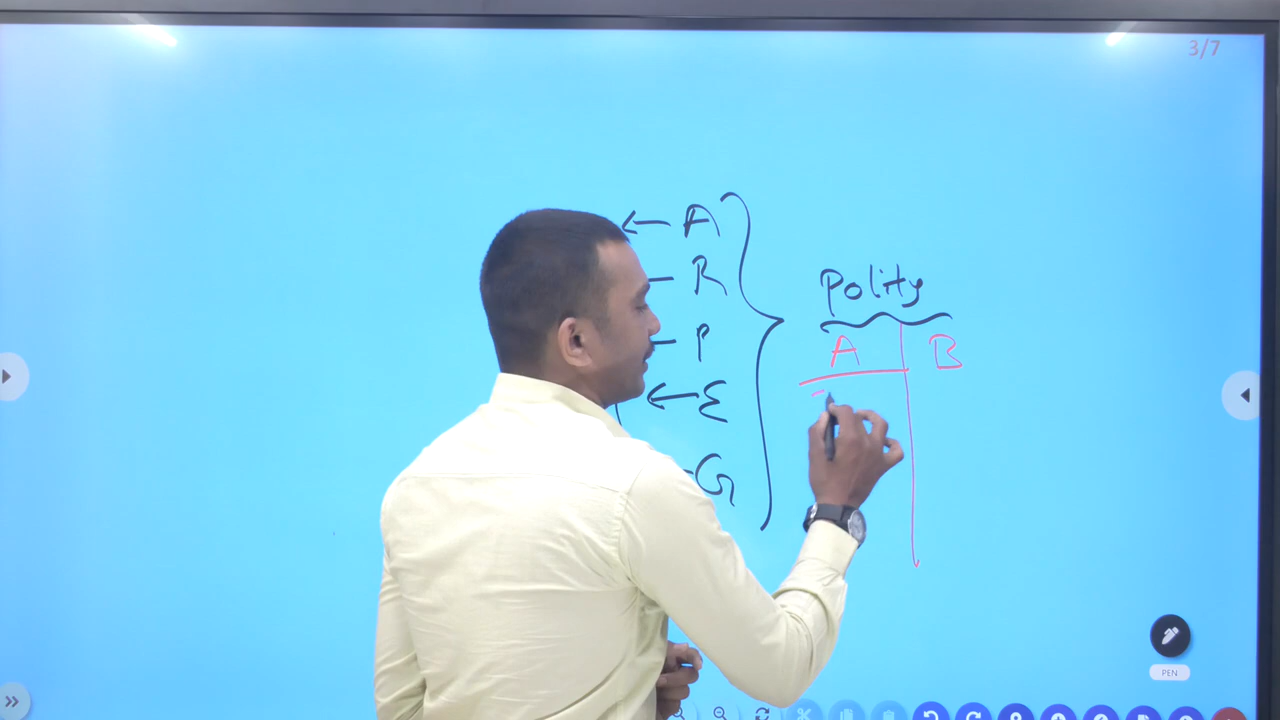 3/7
← A
– R
– P
← E
G
Polity
A B
PEN